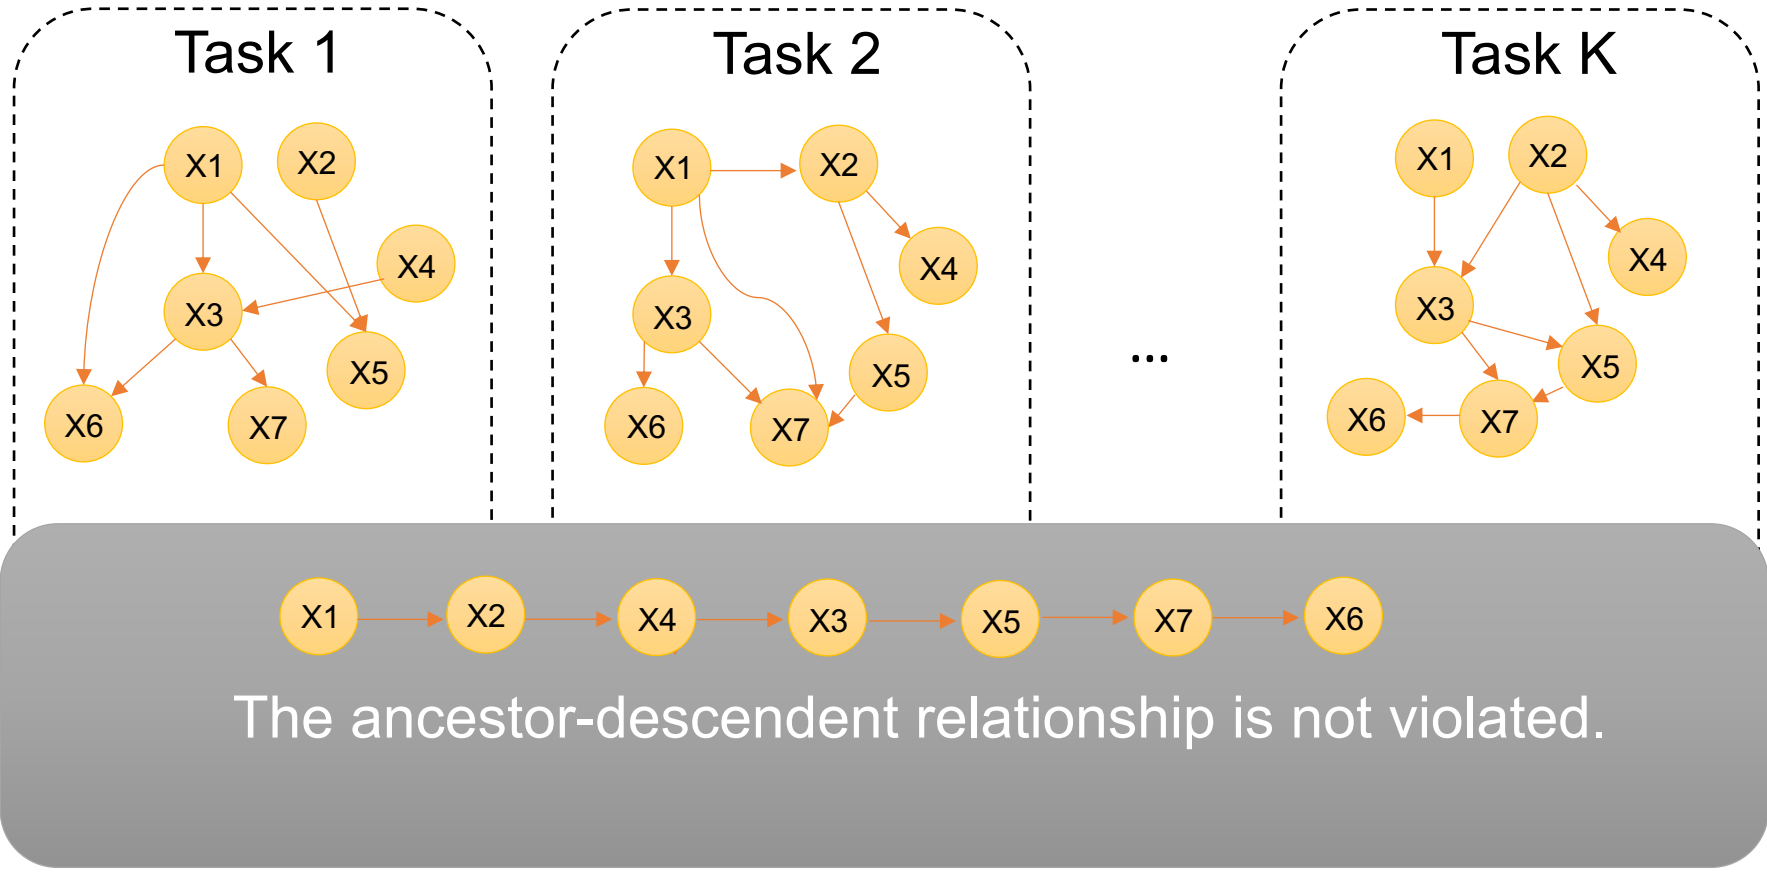 Task 1
Task 2
Task K
X1
X2
X4
X3
X5
X6
X7
X1
X2
X4
X3
X5
X6
X7
...
X1
X2
X4
X3
X5
X6
X7
X1 X2 X4 X3 X5 X7 X6
The ancestor-descendent relationship is not violated.